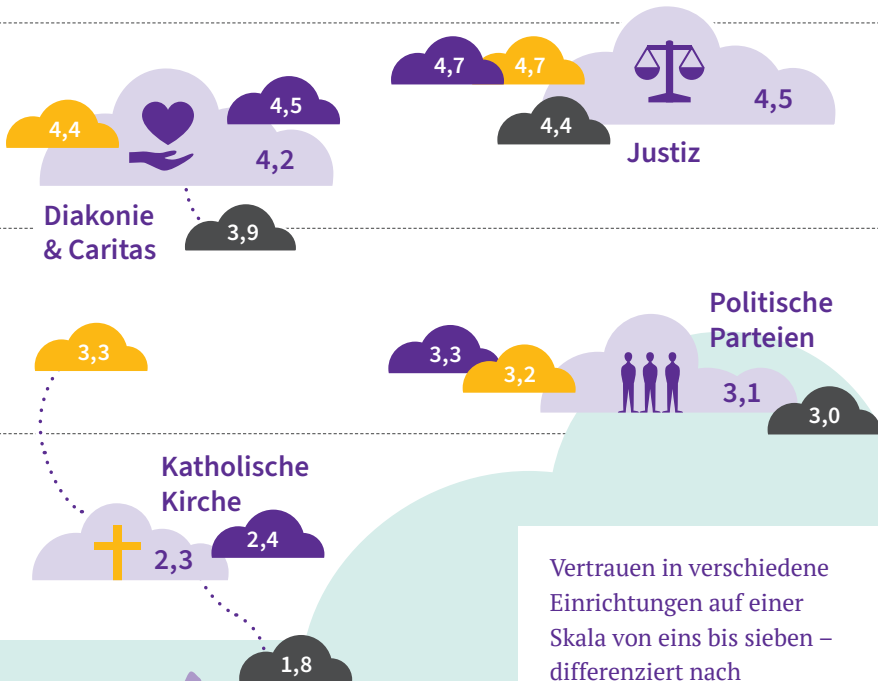 4,7
4,7
4,5
4,4
Justiz
4,4
4,5
4,2
Diakonie
& Caritas
3,9
3,3
Politische
Parteien
3,3
3,2
3,1
3,0
Katholische
Kirche
2,4
2,3
1,8
Vertrauen in verschiedene
Einrichtungen auf einer
Skala von eins bis sieben –
differenziert nach